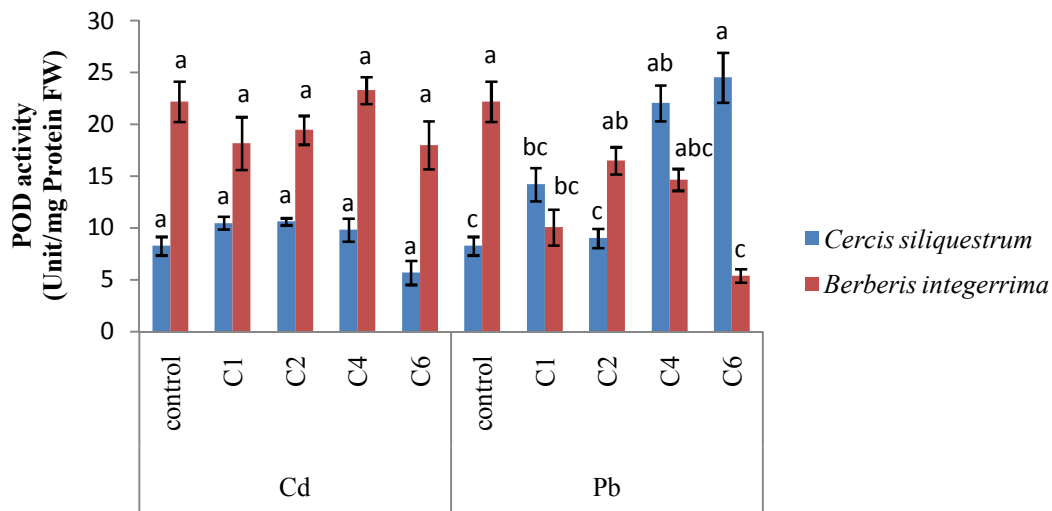 POD activity
(Unit/mg Protein FW)
30
25
20
15
10
5
0
a
a
a
a
a
a
a
a
a
a
c
a
bc
bc
c
ab
ab
abc
a
c
control
C1
C2
C4
C6
control
C1
C2
C4
C6
Cd
Pb
Cercis siliquestrum
Berberis integerrima